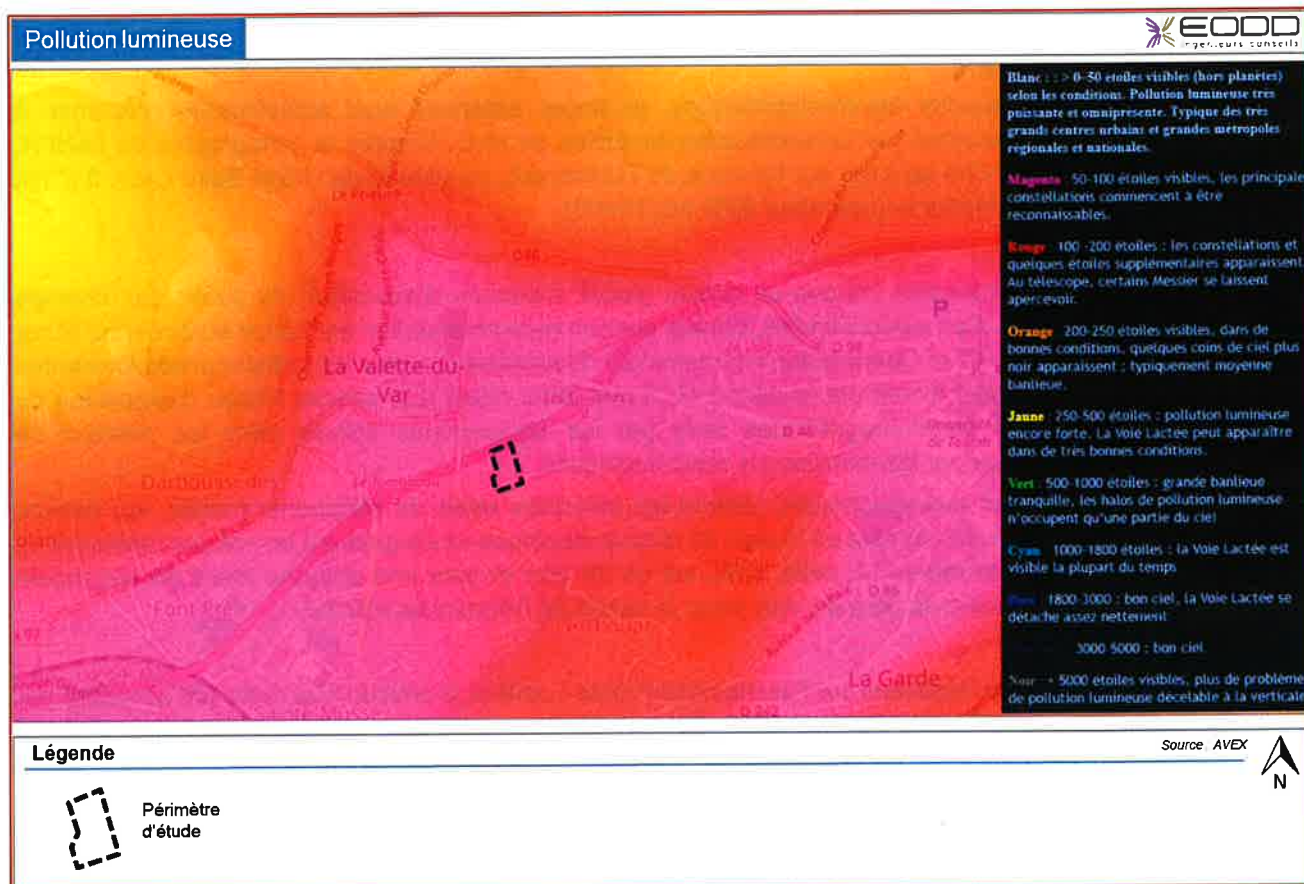 Pollution lumineuse
EODD
ingénieurs conseils
Blanc : > 0-50 étoiles visibles (hors planètes)
selon les conditions. Pollution lumineuse très
puissante et omniprésente. Typique des très
grands centres urbains et grandes métropoles
régionales et nationales.
Magenta : 50-100 étoiles visibles, les principales
constellations commencent à être
reconnaissables.
Rouge : 100 -200 étoiles : les constellations et
quelques étoiles supplémentaires apparaissent.
Au télescope, certains Messier se laissent
apercevoir.
Orange : 200-250 étoiles visibles, dans de
bonnes conditions, quelques coins de ciel plus
noir apparaissent ; typiquement moyenne
banlieue.
Jaune : 250-500 étoiles : pollution lumineuse
encore forte. La Voie Lactée peut apparaître
dans de très bonnes conditions.
Vert : 500-1000 étoiles : grande banlieue
tranquille, les halos de pollution lumineuse
n'occupent qu'une partie du ciel
Cyan : 1000-1800 étoiles : la Voie Lactée est
visible la plupart du temps
1800-3000 : bon ciel, la Voie Lactée se
détache assez nettement
3000-5000 : bon ciel
Noir : + 5000 étoiles visibles, plus de problème
de pollution lumineuse décelable à la verticale
D 46
P
La Valette-du-
Var
D 98
D 46
Université
de Toulon
Darboussèdes
Font Pré
D 86
La Garde
D 242
Légende
Source AVEX
N
Périmètre
d'étude